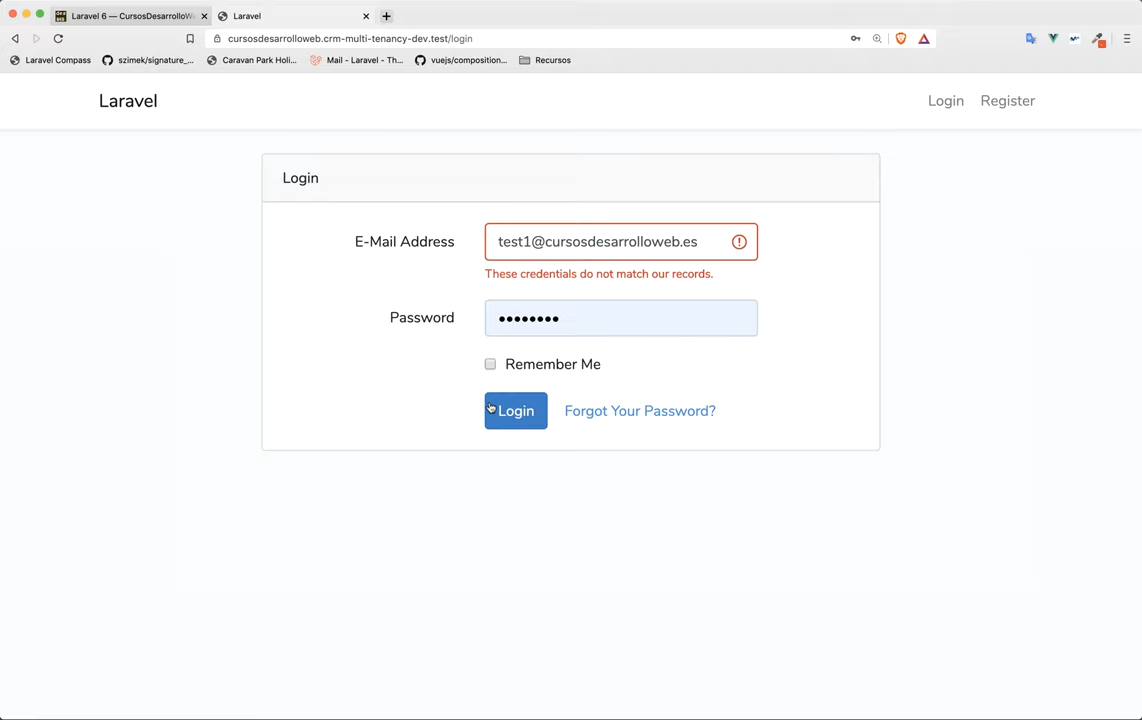 Laravel 6 — CursosDesarrolloW
Laravel
cursosdesarrolloweb.crm-multi-tenancy-dev.test/login
Laravel Compass
szimek/signature_...
Caravan Park Holi...
Mail - Laravel - Th...
vuejs/composition...
Recursos
Laravel
Login
Register
Login
E-Mail Address
test1@cursosdesarrolloweb.es
These credentials do not match our records.
Password
Remember Me
Login
Forgot Your Password?